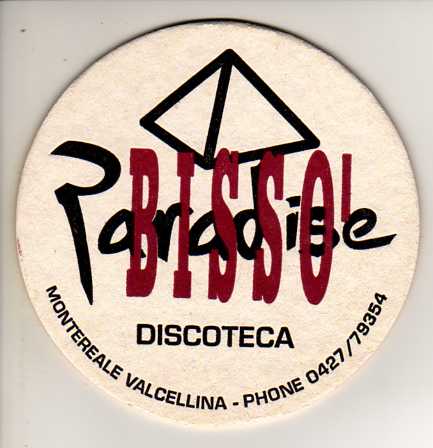 Paradise
BISSO'
DISCOTECA
MONTEREALE VALCELLINA - PHONE 0427/79354